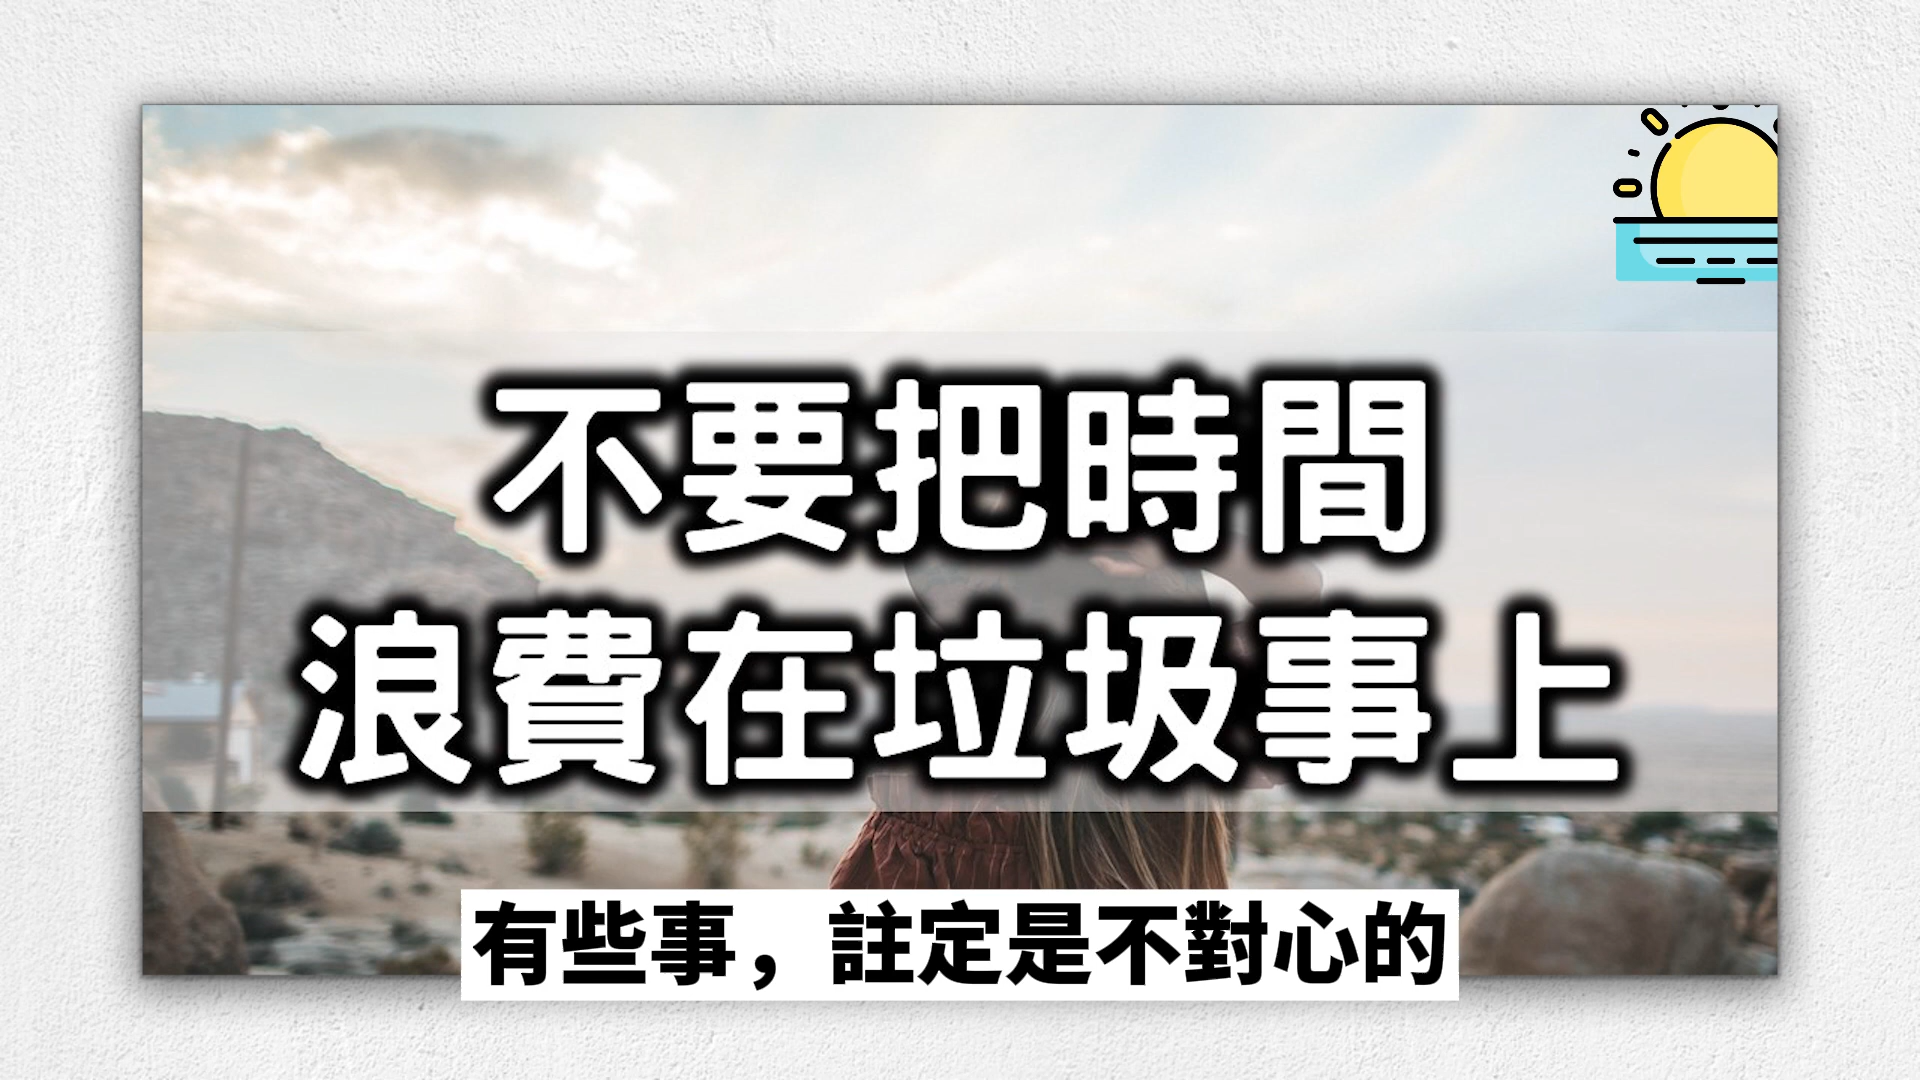 不要把時間
浪費在垃圾事上
有些事，註定是不對心的